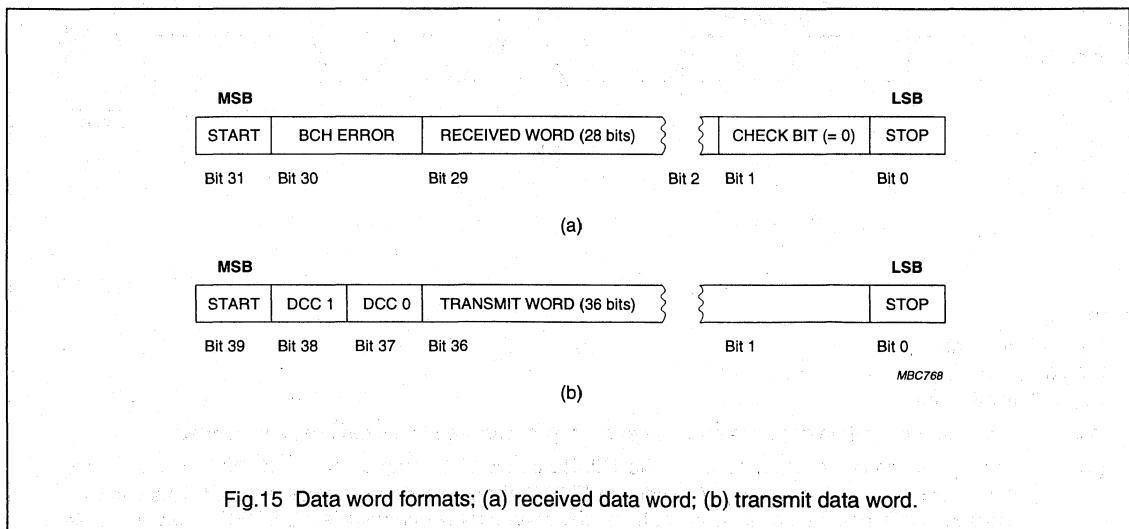 MSB LSB
START BCH ERROR RECEIVED WORD (28 bits) CHECK BIT (= 0) STOP
Bit 31 Bit 30 Bit 29 Bit 2 Bit 1 Bit 0
(a)
MSB LSB
START DCC 1 DCC 0 TRANSMIT WORD (36 bits) STOP
Bit 39 Bit 38 Bit 37 Bit 36 Bit 1 Bit 0
MBC768
(b)
Fig.15 Data word formats; (a) received data word; (b) transmit data word.